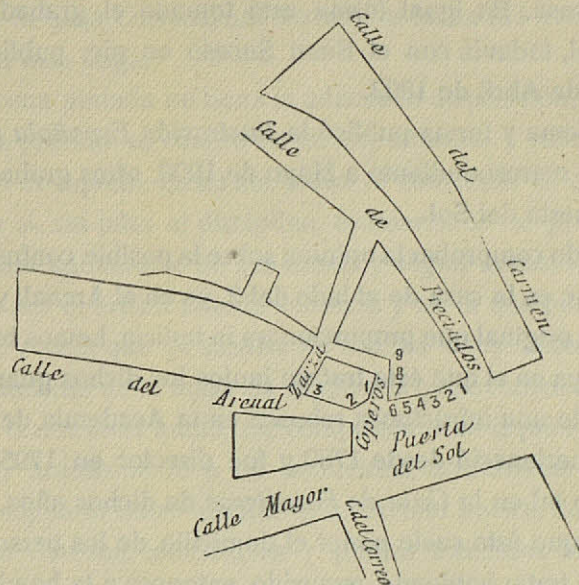 Calle del Carmen
Calle de Preciados
9
8
7
6 5 4 3 2 1
Zarza
1
2
3
Coperos
Calle del Arenal
Puerta
del Sol
Calle Mayor
C. del Correo